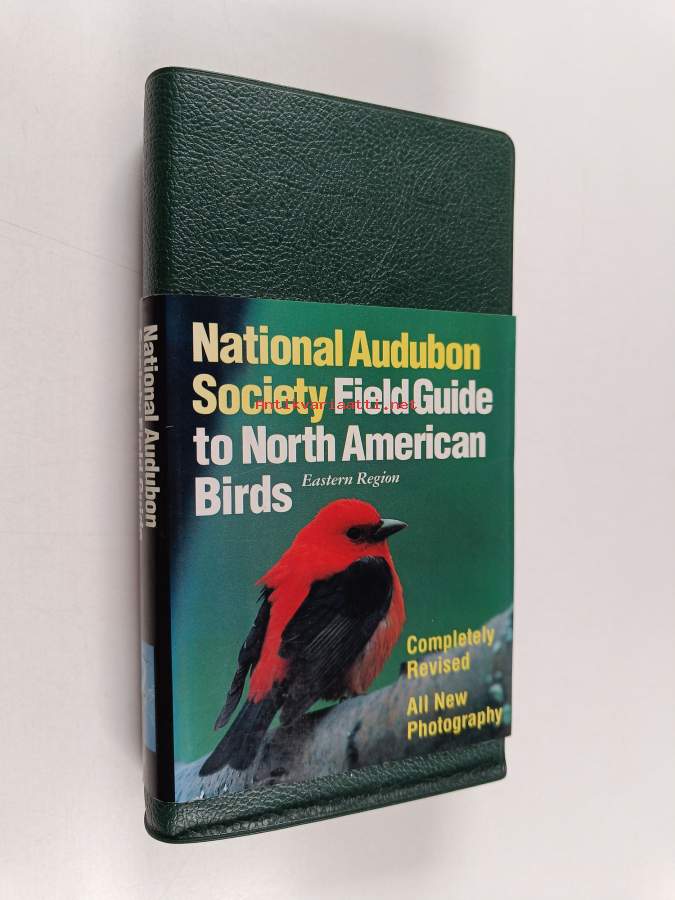 National Audubon
Society Field Guide
to North American
Birds Eastern Region
Completely
Revised
All New
Photography
Antikvariaatti.net
National Audubon